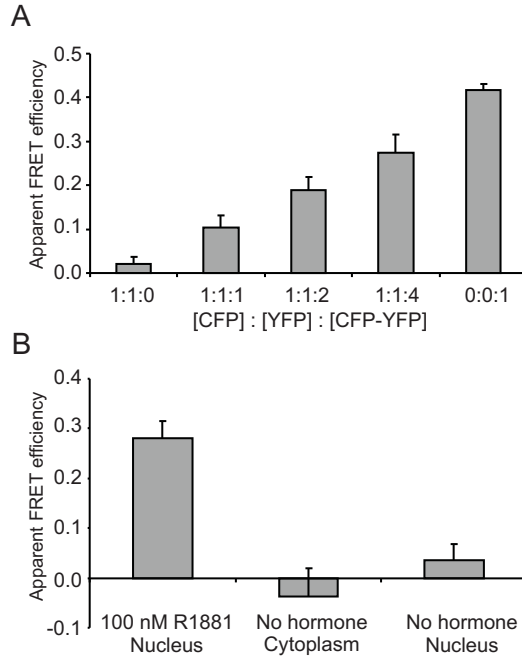 A
Apparent FRET efficiency
0.5
0.4
0.3
0.2
0.1
0.0
1:1:0 1:1:1 1:1:2 1:1:4 0:0:1
[CFP] : [YFP] : [CFP-YFP]
B
Apparent FRET efficiency
0.4
0.3
0.2
0.1
0.0
-0.1
100 nM R1881 No hormone No hormone
Nucleus Cytoplasm Nucleus